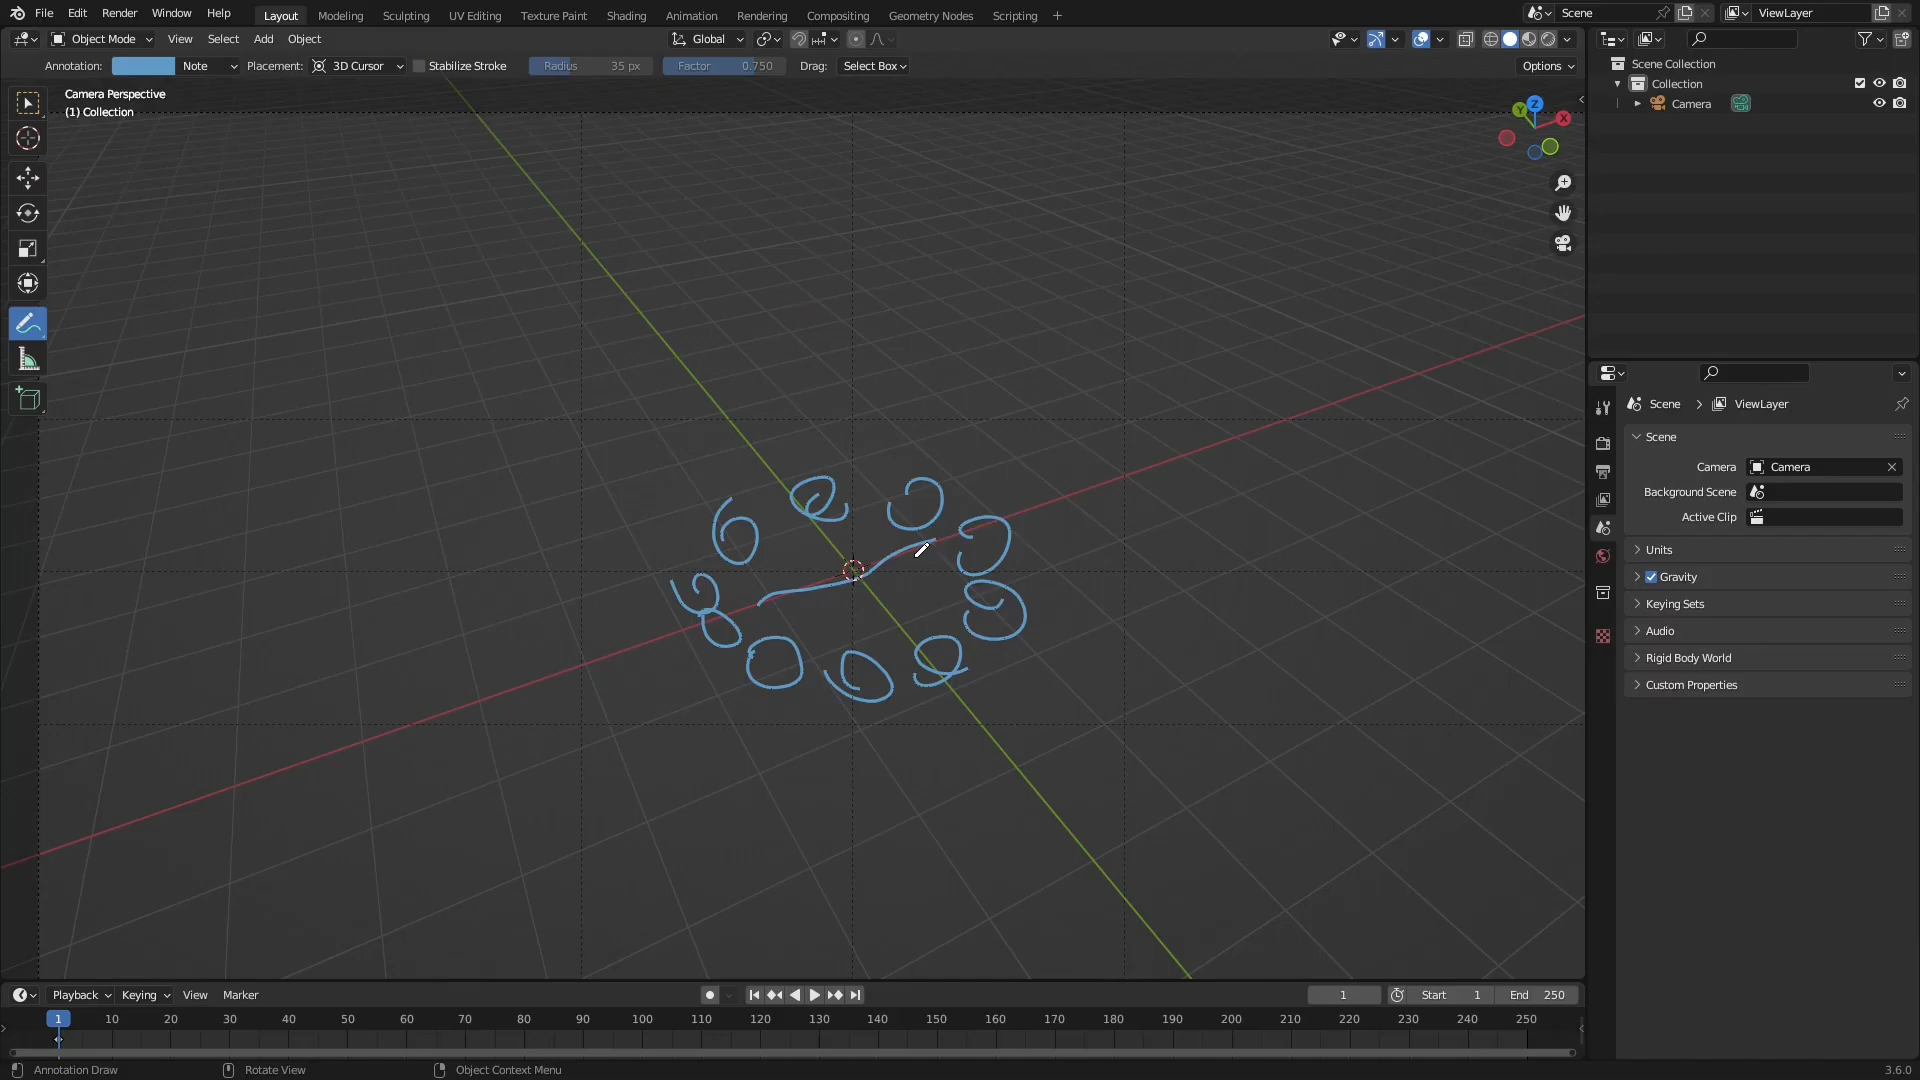 File Edit Render Window Help Layout Modeling Sculpting UV Editing Texture Paint Shading Animation Rendering Compositing Geometry Nodes Scripting + Scene ViewLayer
Object Mode View Select Add Object Global
Annotation: Note Placement: 3D Cursor Stabilize Stroke Radius 35 px Factor 0.750 Drag: Select Box Options
Camera Perspective
(1) Collection
Z
Y
X
Scene Collection
Collection
Camera
Scene > ViewLayer
Scene
Camera Camera
Background Scene
Active Clip
Units
Gravity
Keying Sets
Audio
Rigid Body World
Custom Properties
Playback Keying View Marker 1 Start 1 End 250
1 10 20 30 40 50 60 70 80 90 100 110 120 130 140 150 160 170 180 190 200 210 220 230 240 250
Annotation Draw Rotate View Object Context Menu 3.6.0